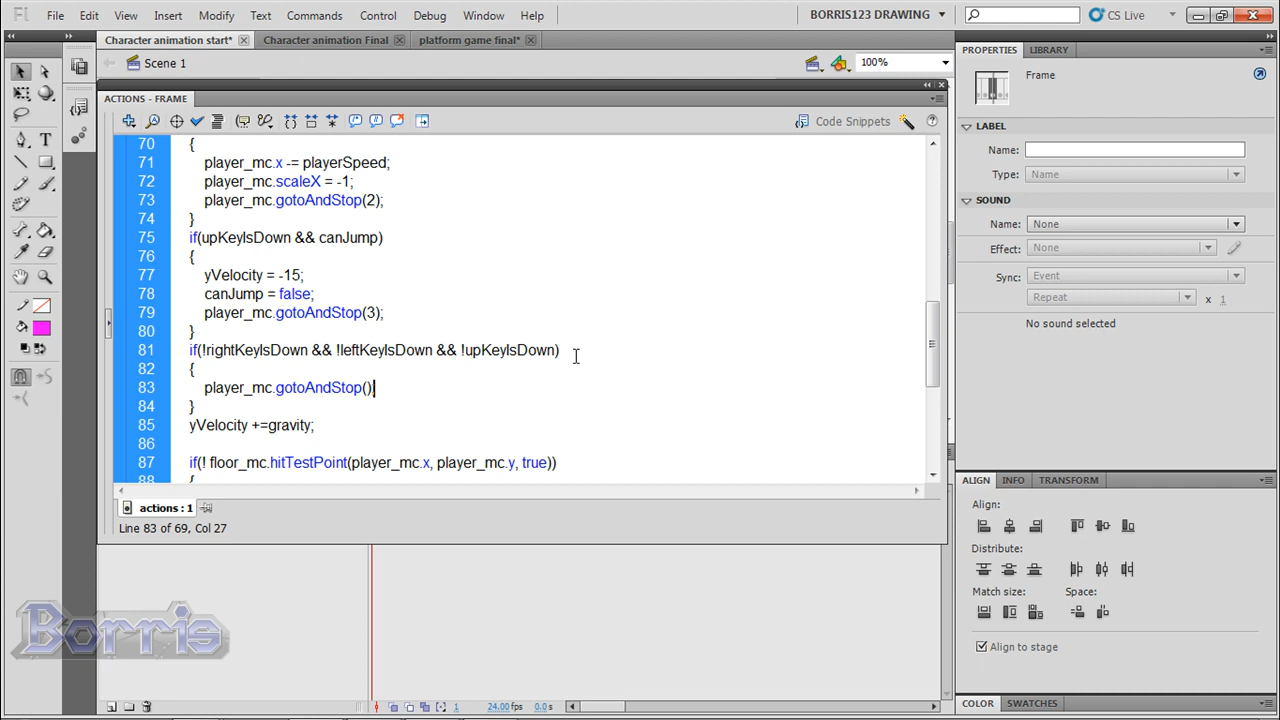 Fl File Edit View Insert Modify Text Commands Control Debug Window Help BORRIS123 DRAWING CS Live
Character animation start* Character animation Final platform game final*
Scene 1 100%
ACTIONS - FRAME
Code Snippets
70 {
71 player_mc.x -= playerSpeed;
72 player_mc.scaleX = -1;
73 player_mc.gotoAndStop(2);
74 }
75 if(upKeyIsDown && canJump)
76 {
77 yVelocity = -15;
78 canJump = false;
79 player_mc.gotoAndStop(3);
80 }
81 if(!rightKeyIsDown && !leftKeyIsDown && !upKeyIsDown)
82 {
83 player_mc.gotoAndStop()
84 }
85 yVelocity +=gravity;
86
87 if(! floor_mc.hitTestPoint(player_mc.x, player_mc.y, true))
88 {
actions : 1
Line 83 of 69, Col 27
Borris
1 24.00fps 0.0s
PROPERTIES LIBRARY
Frame
LABEL
Name:
Type: Name
SOUND
Name: None
Effect: None
Sync: Event
Repeat x 1
No sound selected
ALIGN INFO TRANSFORM
Align:
Distribute:
Match size: Space:
Align to stage
COLOR SWATCHES